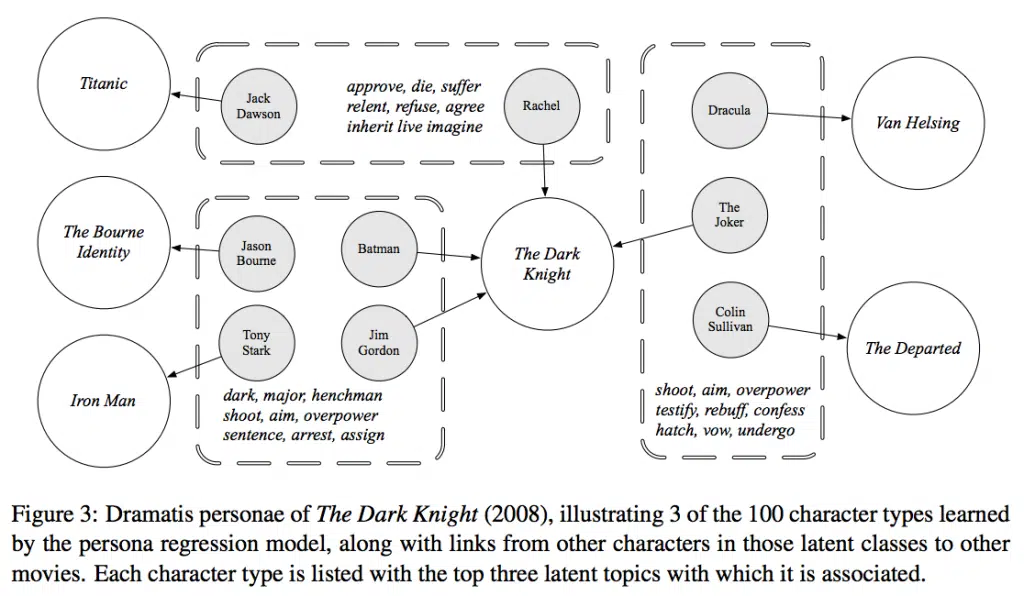 Titanic
Jack
Dawson
approve, die, suffer
relent, refuse, agree
inherit live imagine
Rachel
Dracula
Van Helsing
The Bourne
Identity
Jason
Bourne
Batman
The Dark
Knight
The
Joker
Tony
Stark
Jim
Gordon
Colin
Sullivan
Iron Man
dark, major, henchman
shoot, aim, overpower
sentence, arrest, assign
shoot, aim, overpower
testify, rebuff, confess
hatch, vow, undergo
The Departed
Figure 3: Dramatis personae of The Dark Knight (2008), illustrating 3 of the 100 character types learned
by the persona regression model, along with links from other characters in those latent classes to other
movies. Each character type is listed with the top three latent topics with which it is associated.